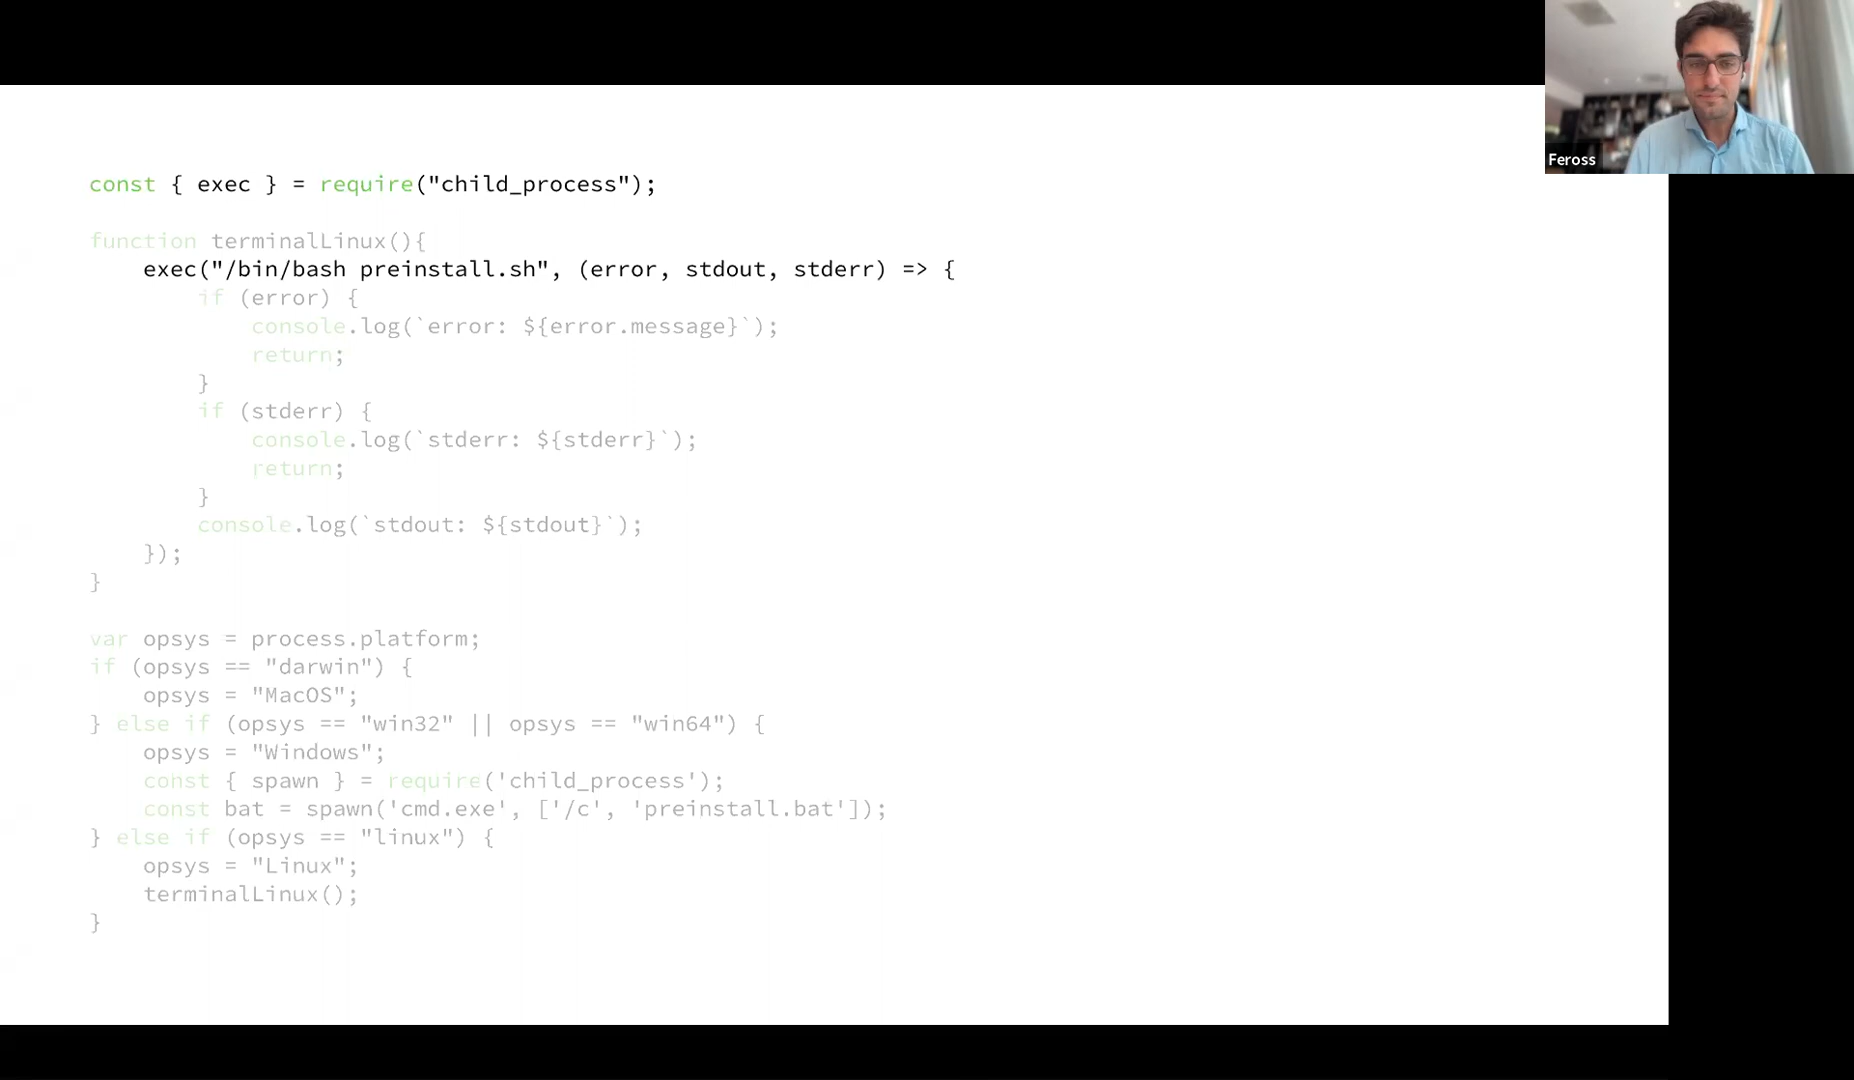 Feross
const { exec } = require("child_process");
function terminalLinux(){
exec("/bin/bash preinstall.sh", (error, stdout, stderr) => {
if (error) {
console.log(`error: ${error.message}`);
return;
}
if (stderr) {
console.log(`stderr: ${stderr}`);
return;
}
console.log(`stdout: ${stdout}`);
});
}
var opsys = process.platform;
if (opsys == "darwin") {
opsys = "MacOS";
} else if (opsys == "win32" || opsys == "win64") {
opsys = "Windows";
const { spawn } = require('child_process');
const bat = spawn('cmd.exe', ['/c', 'preinstall.bat']);
} else if (opsys == "linux") {
opsys = "Linux";
terminalLinux();
}